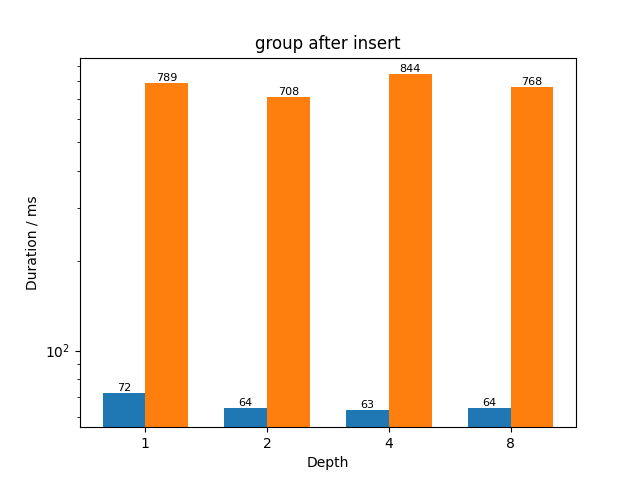 group after insert
789
708
844
768
72
64
63
64
10²
Duration / ms
1 2 4 8
Depth